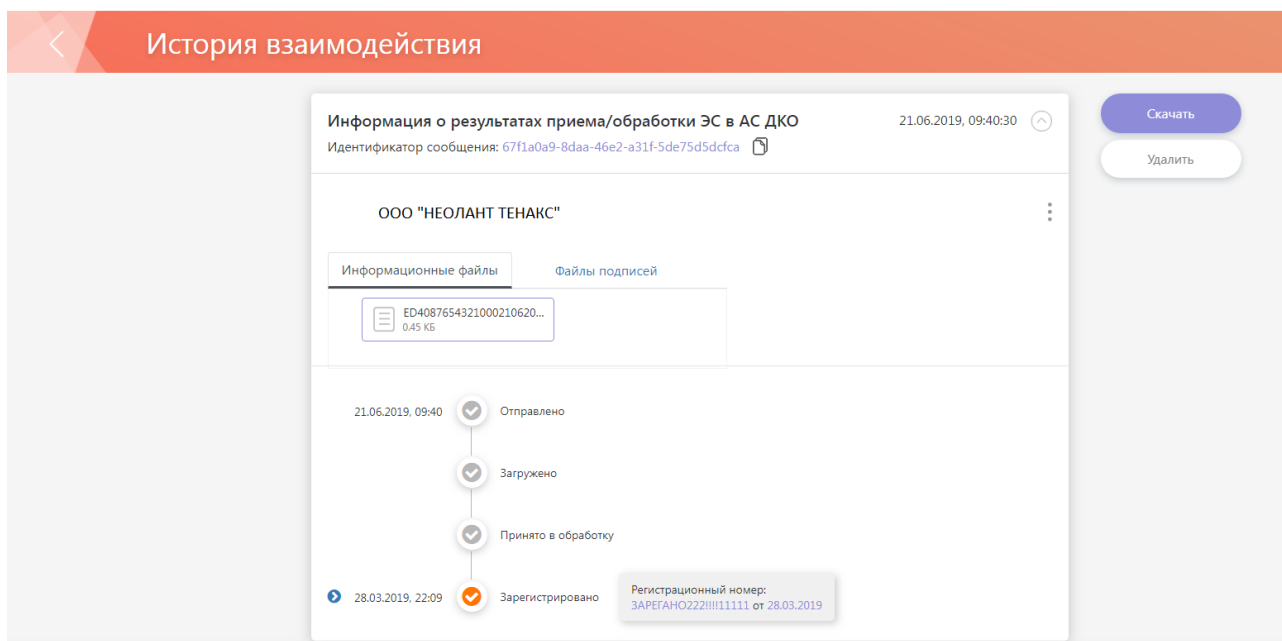 История взаимодействия
Информация о результатах приема/обработки ЭС в АС ДКО
21.06.2019, 09:40:30
Идентификатор сообщения: 67f1a0a9-8daa-46e2-a31f-5de75d5dcfca
Скачать
Удалить
ООО "НЕОЛАНТ ТЕНАКС"
Информационные файлы
Файлы подписей
ED4087654321000210620...
0.45 КБ
21.06.2019, 09:40
Отправлено
Загружено
Принято в обработку
28.03.2019, 22:09
Зарегистрировано
Регистрационный номер:
ЗАРЕГАНО222!!!!11111 от 28.03.2019